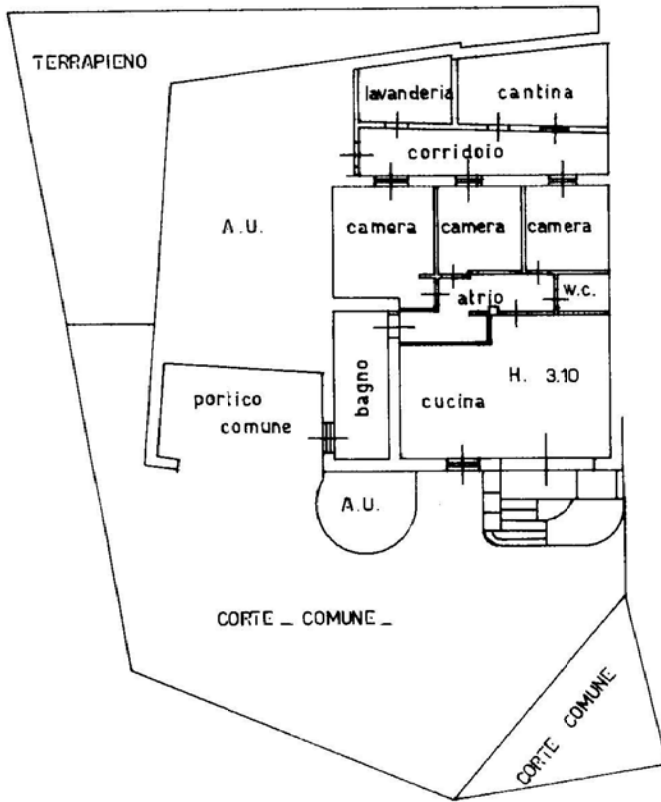 TERRAPIENO
lavanderia
cantina
corridoio
A.U.
camera
camera
camera
atrio
w.c.
H. 3.10
portico
comune
bagno
cucina
A.U.
CORTE _ COMUNE _
CORTE COMUNE